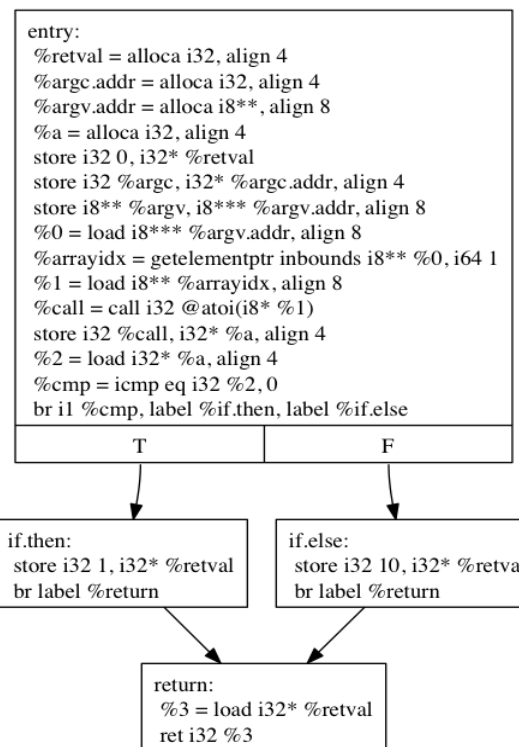 entry:
%retval = alloca i32, align 4
%argc.addr = alloca i32, align 4
%argv.addr = alloca i8**, align 8
%a = alloca i32, align 4
store i32 0, i32* %retval
store i32 %argc, i32* %argc.addr, align 4
store i8** %argv, i8*** %argv.addr, align 8
%0 = load i8*** %argv.addr, align 8
%arrayidx = getelementptr inbounds i8** %0, i64 1
%1 = load i8** %arrayidx, align 8
%call = call i32 @atoi(i8* %1)
store i32 %call, i32* %a, align 4
%2 = load i32* %a, align 4
%cmp = icmp eq i32 %2, 0
br i1 %cmp, label %if.then, label %if.else
T F
if.then:
store i32 1, i32* %retval
br label %return
if.else:
store i32 10, i32* %retva
br label %return
return:
%3 = load i32* %retval
ret i32 %3